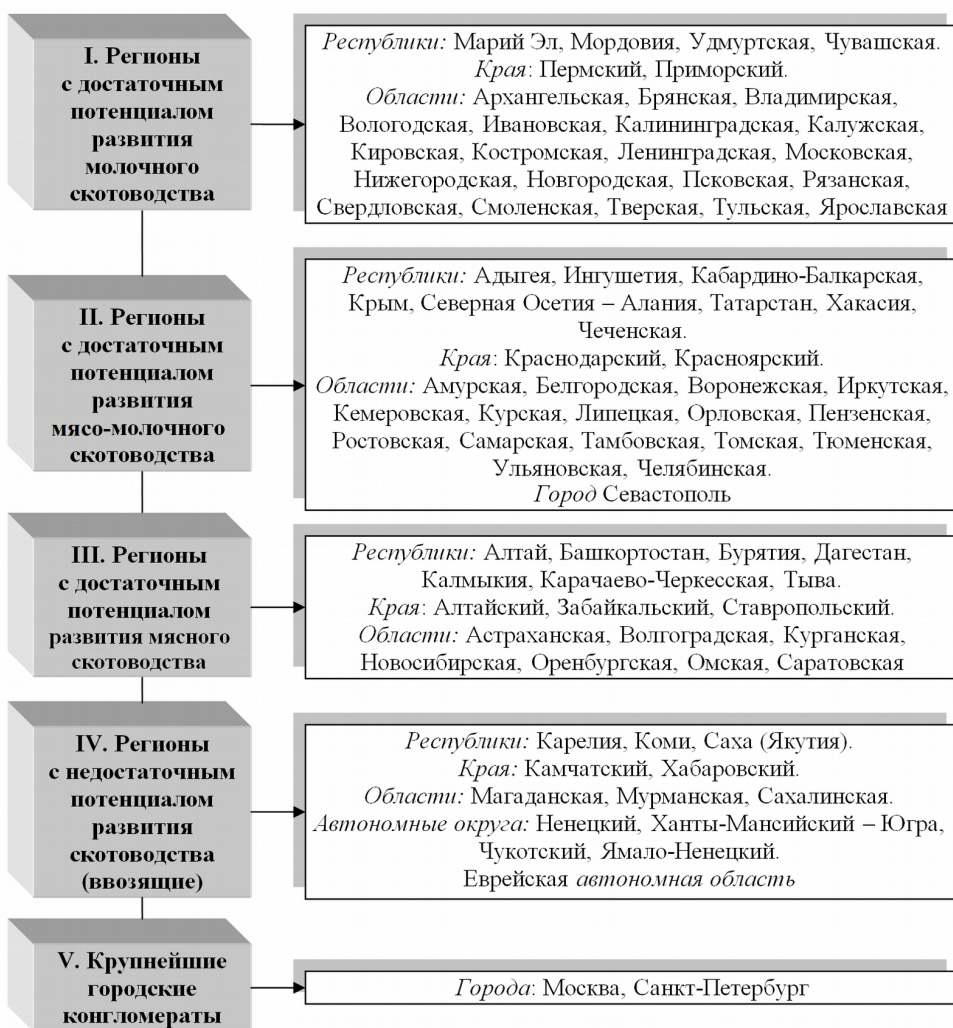 I. Регионы
с достаточным
потенциалом
развития
молочного
скотоводства
Республики: Марий Эл, Мордовия, Удмуртская, Чувашская.
Края: Пермский, Приморский.
Области: Архангельская, Брянская, Владимирская,
Вологодская, Ивановская, Калининградская, Калужская,
Кировская, Костромская, Ленинградская, Московская,
Нижегородская, Новгородская, Псковская, Рязанская,
Свердловская, Смоленская, Тверская, Тульская, Ярославская
II. Регионы
с достаточным
потенциалом
развития
мясо-молочного
скотоводства
Республики: Адыгея, Ингушетия, Кабардино-Балкарская,
Крым, Северная Осетия – Алания, Татарстан, Хакасия,
Чеченская.
Края: Краснодарский, Красноярский.
Области: Амурская, Белгородская, Воронежская, Иркутская,
Кемеровская, Курская, Липецкая, Орловская, Пензенская,
Ростовская, Самарская, Тамбовская, Томская, Тюменская,
Ульяновская, Челябинская.
Город Севастополь
III. Регионы
с достаточным
потенциалом
развития мясного
скотоводства
Республики: Алтай, Башкортостан, Бурятия, Дагестан,
Калмыкия, Карачаево-Черкесская, Тыва.
Края: Алтайский, Забайкальский, Ставропольский.
Области: Астраханская, Волгоградская, Курганская,
Новосибирская, Оренбургская, Омская, Саратовская
IV. Регионы
с недостаточным
потенциалом
развития
скотоводства
(ввозящие)
Республики: Карелия, Коми, Саха (Якутия).
Края: Камчатский, Хабаровский.
Области: Магаданская, Мурманская, Сахалинская.
Автономные округа: Ненецкий, Ханты-Мансийский – Югра,
Чукотский, Ямало-Ненецкий.
Еврейская автономная область
V. Крупнейшие
городские
конгломераты
Города: Москва, Санкт-Петербург